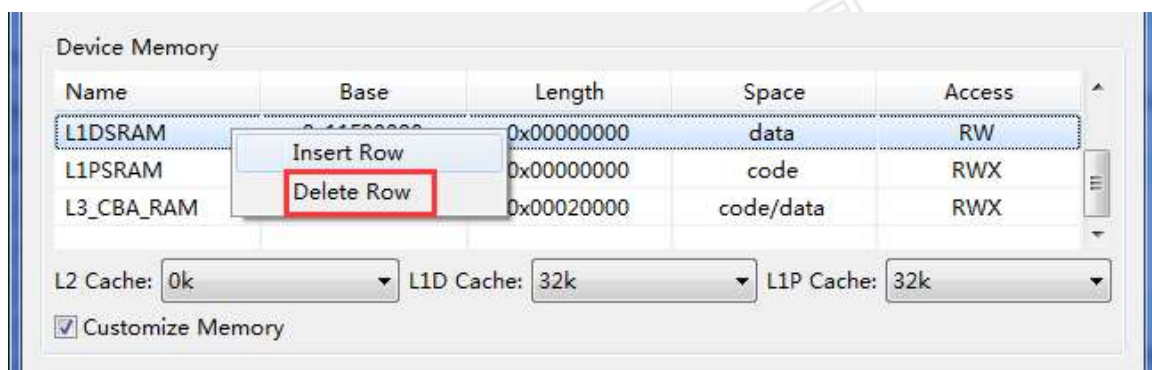 Device Memory
Name Base Length Space Access
L1DSRAM 0x00000000 data RW
Insert Row
L1PSRAM 0x00000000 code RWX
Delete Row
L3_CBA_RAM 0x00020000 code/data RWX
L2 Cache: 0k L1D Cache: 32k L1P Cache: 32k
Customize Memory